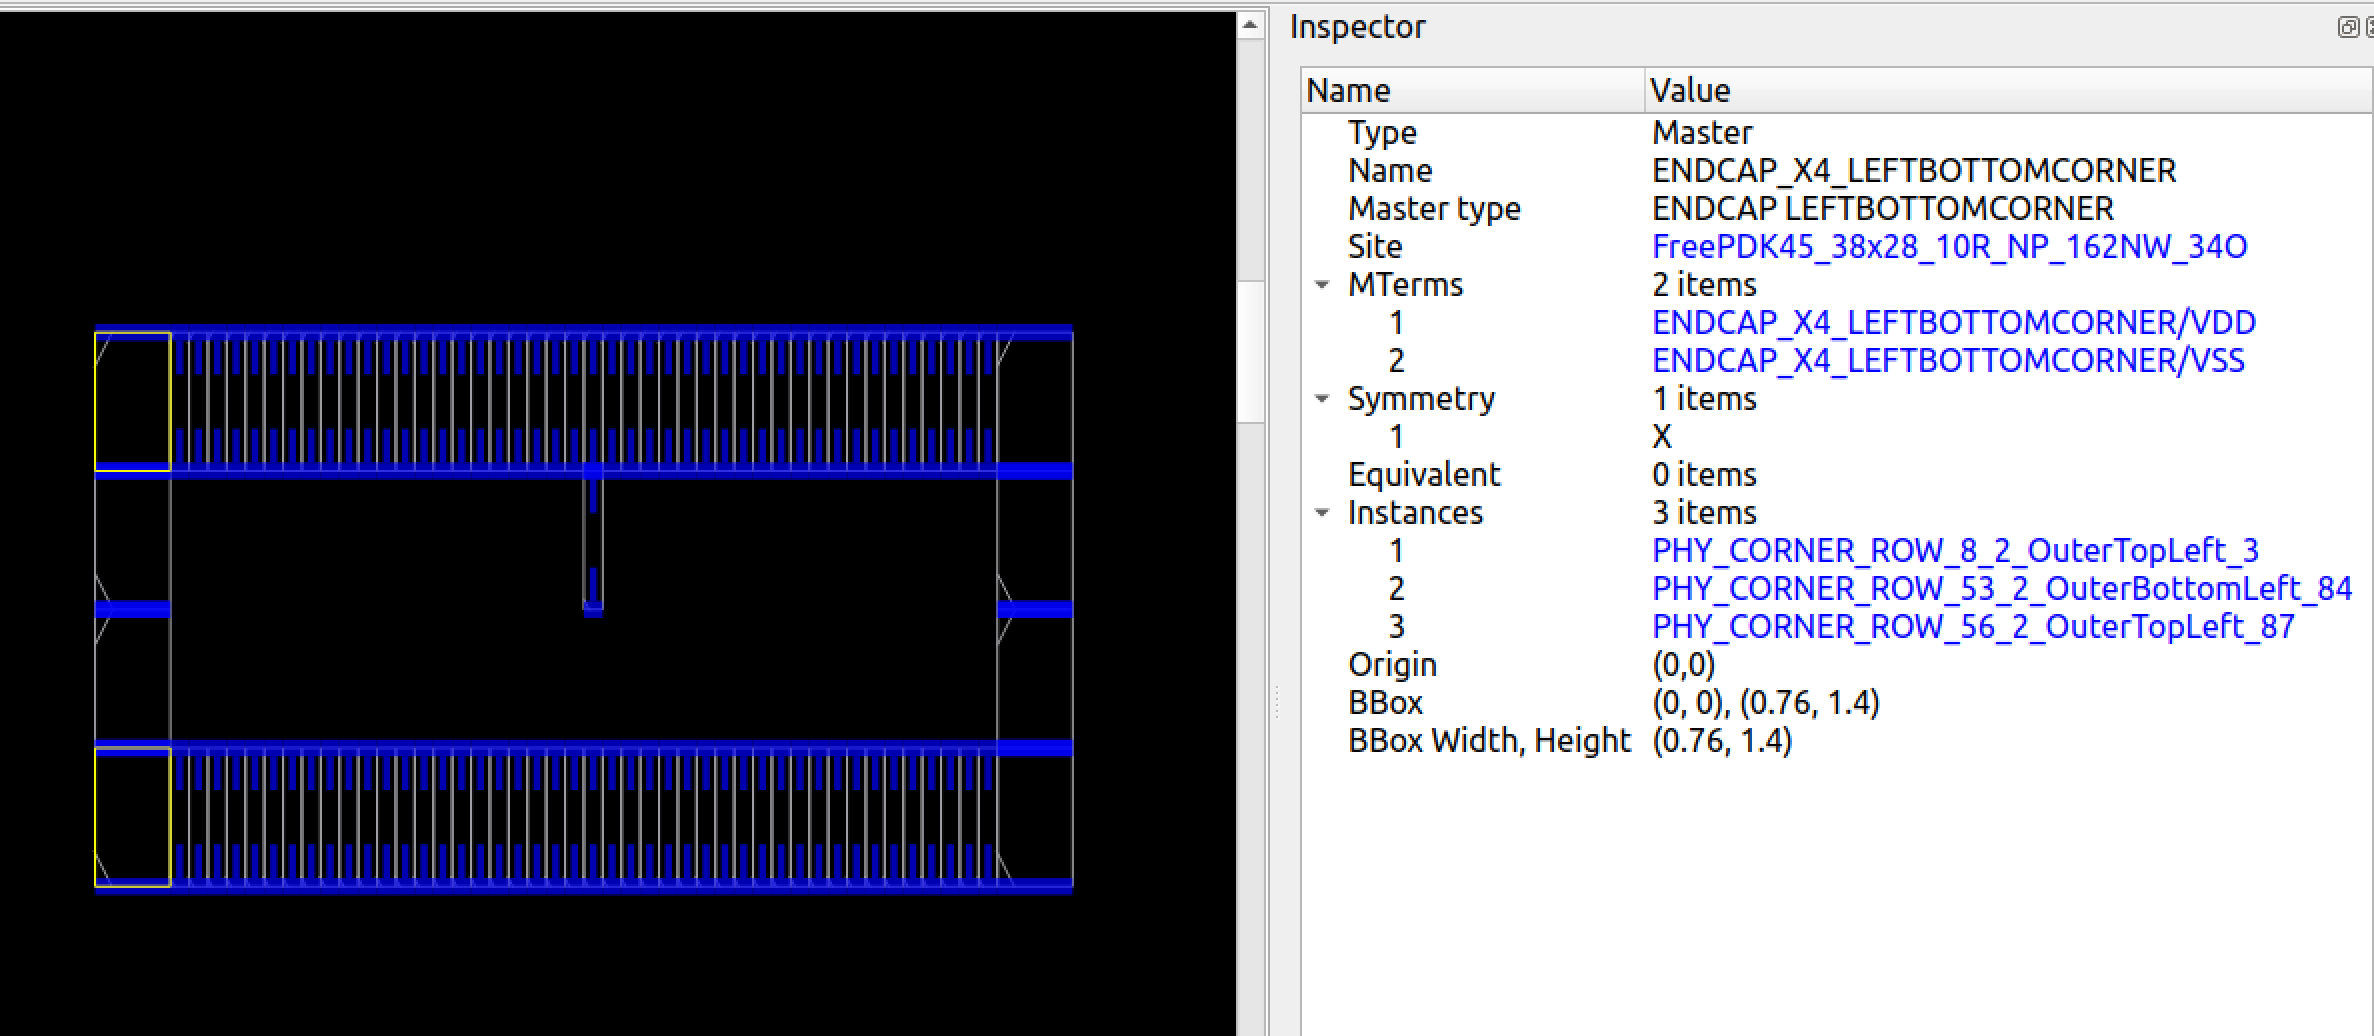 Inspector
Name Value
Type Master
Name ENDCAP_X4_LEFTBOTTOMCORNER
Master type ENDCAP LEFTBOTTOMCORNER
Site FreePDK45_38x28_10R_NP_162NW_34O
MTerms 2 items
1 ENDCAP_X4_LEFTBOTTOMCORNER/VDD
2 ENDCAP_X4_LEFTBOTTOMCORNER/VSS
Symmetry 1 items
1 X
Equivalent 0 items
Instances 3 items
1 PHY_CORNER_ROW_8_2_OuterTopLeft_3
2 PHY_CORNER_ROW_53_2_OuterBottomLeft_84
3 PHY_CORNER_ROW_56_2_OuterTopLeft_87
Origin (0,0)
BBox (0, 0), (0.76, 1.4)
BBox Width, Height (0.76, 1.4)